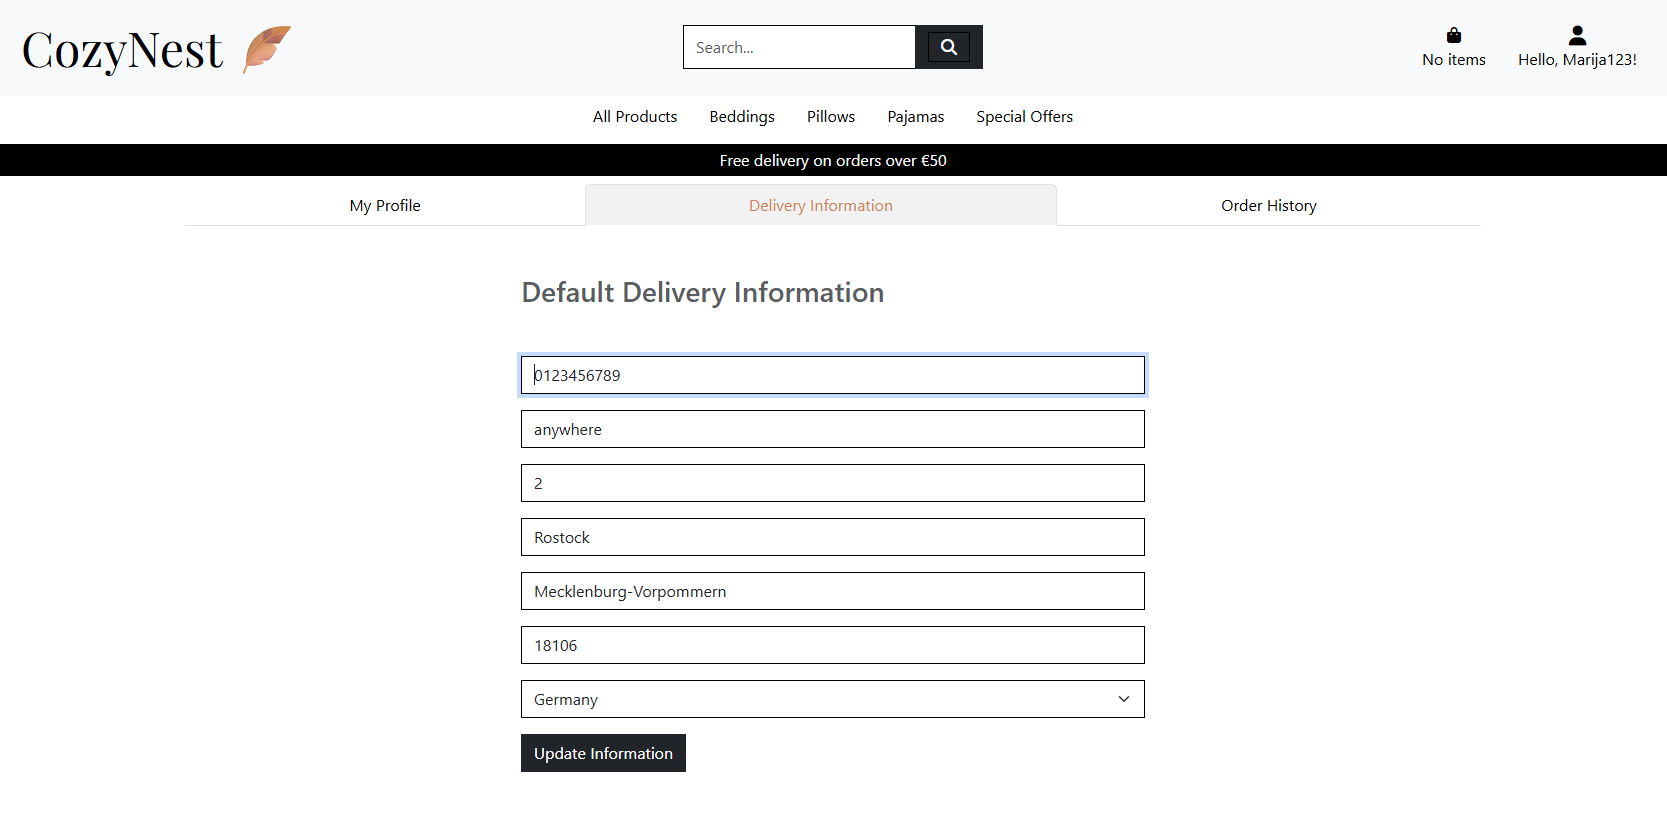 CozyNest
Search...
No items
Hello, Marija123!
All Products Beddings Pillows Pajamas Special Offers
Free delivery on orders over €50
My Profile Delivery Information Order History
Default Delivery Information
0123456789
anywhere
2
Rostock
Mecklenburg-Vorpommern
18106
Germany
Update Information